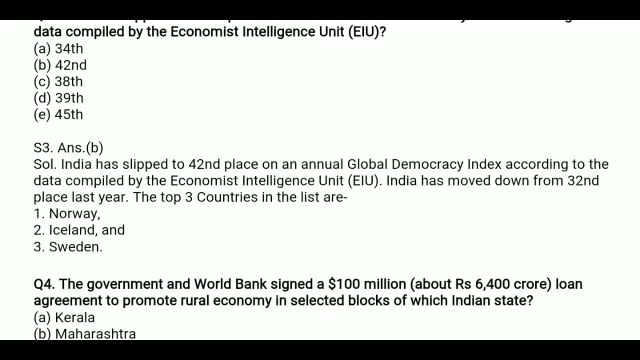 data compiled by the Economist Intelligence Unit (EIU)?
(a) 34th
(b) 42nd
(c) 38th
(d) 39th
(e) 45th
S3. Ans.(b)
Sol. India has slipped to 42nd place on an annual Global Democracy Index according to the
data compiled by the Economist Intelligence Unit (EIU). India has moved down from 32nd
place last year. The top 3 Countries in the list are-
1. Norway,
2. Iceland, and
3. Sweden.
Q4. The government and World Bank signed a $100 million (about Rs 6,400 crore) loan
agreement to promote rural economy in selected blocks of which Indian state?
(a) Kerala
(b) Maharashtra